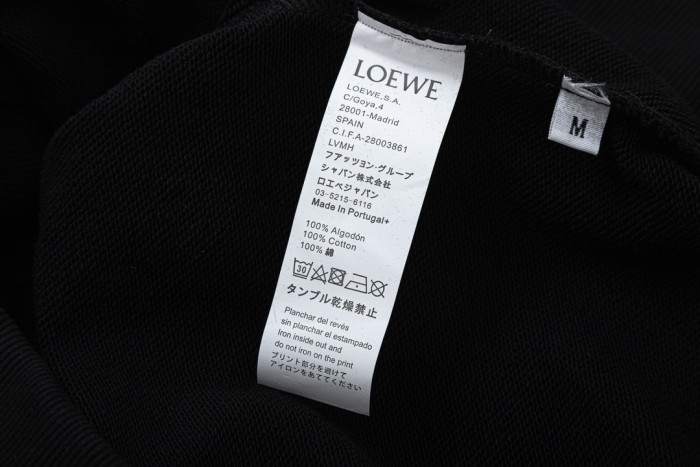 LOEWE
LOEWE,S.A.
C/Goya,4
28001-Madrid
SPAIN
C.I.F.A-28003861
LVMH
フアッツヨン·グループ
シャパン株式会社
ロエベジャパン
03-5215-6116
Made In Portugal+
100% Algodón
100% Cotton
100% 綿
30
タンブル乾燥禁止
Planchar del revés
sin planchar el estampado
Iron inside out and
do not iron on the print
プリント部分を避けて
アイロンをあててください
M